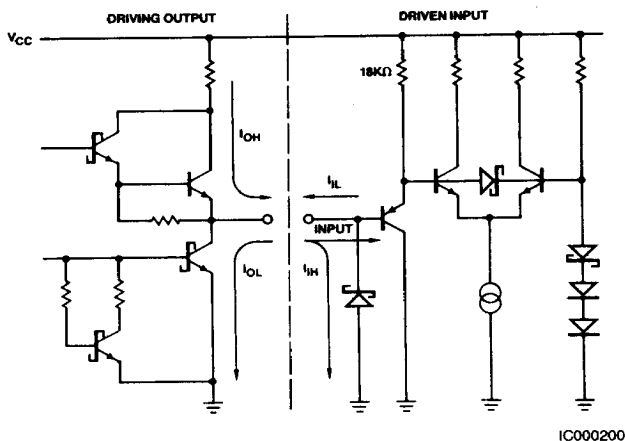 DRIVING OUTPUT
DRIVEN INPUT
VCC
18KΩ
IOH
IIL
INPUT
IOL
IIH
IC000200